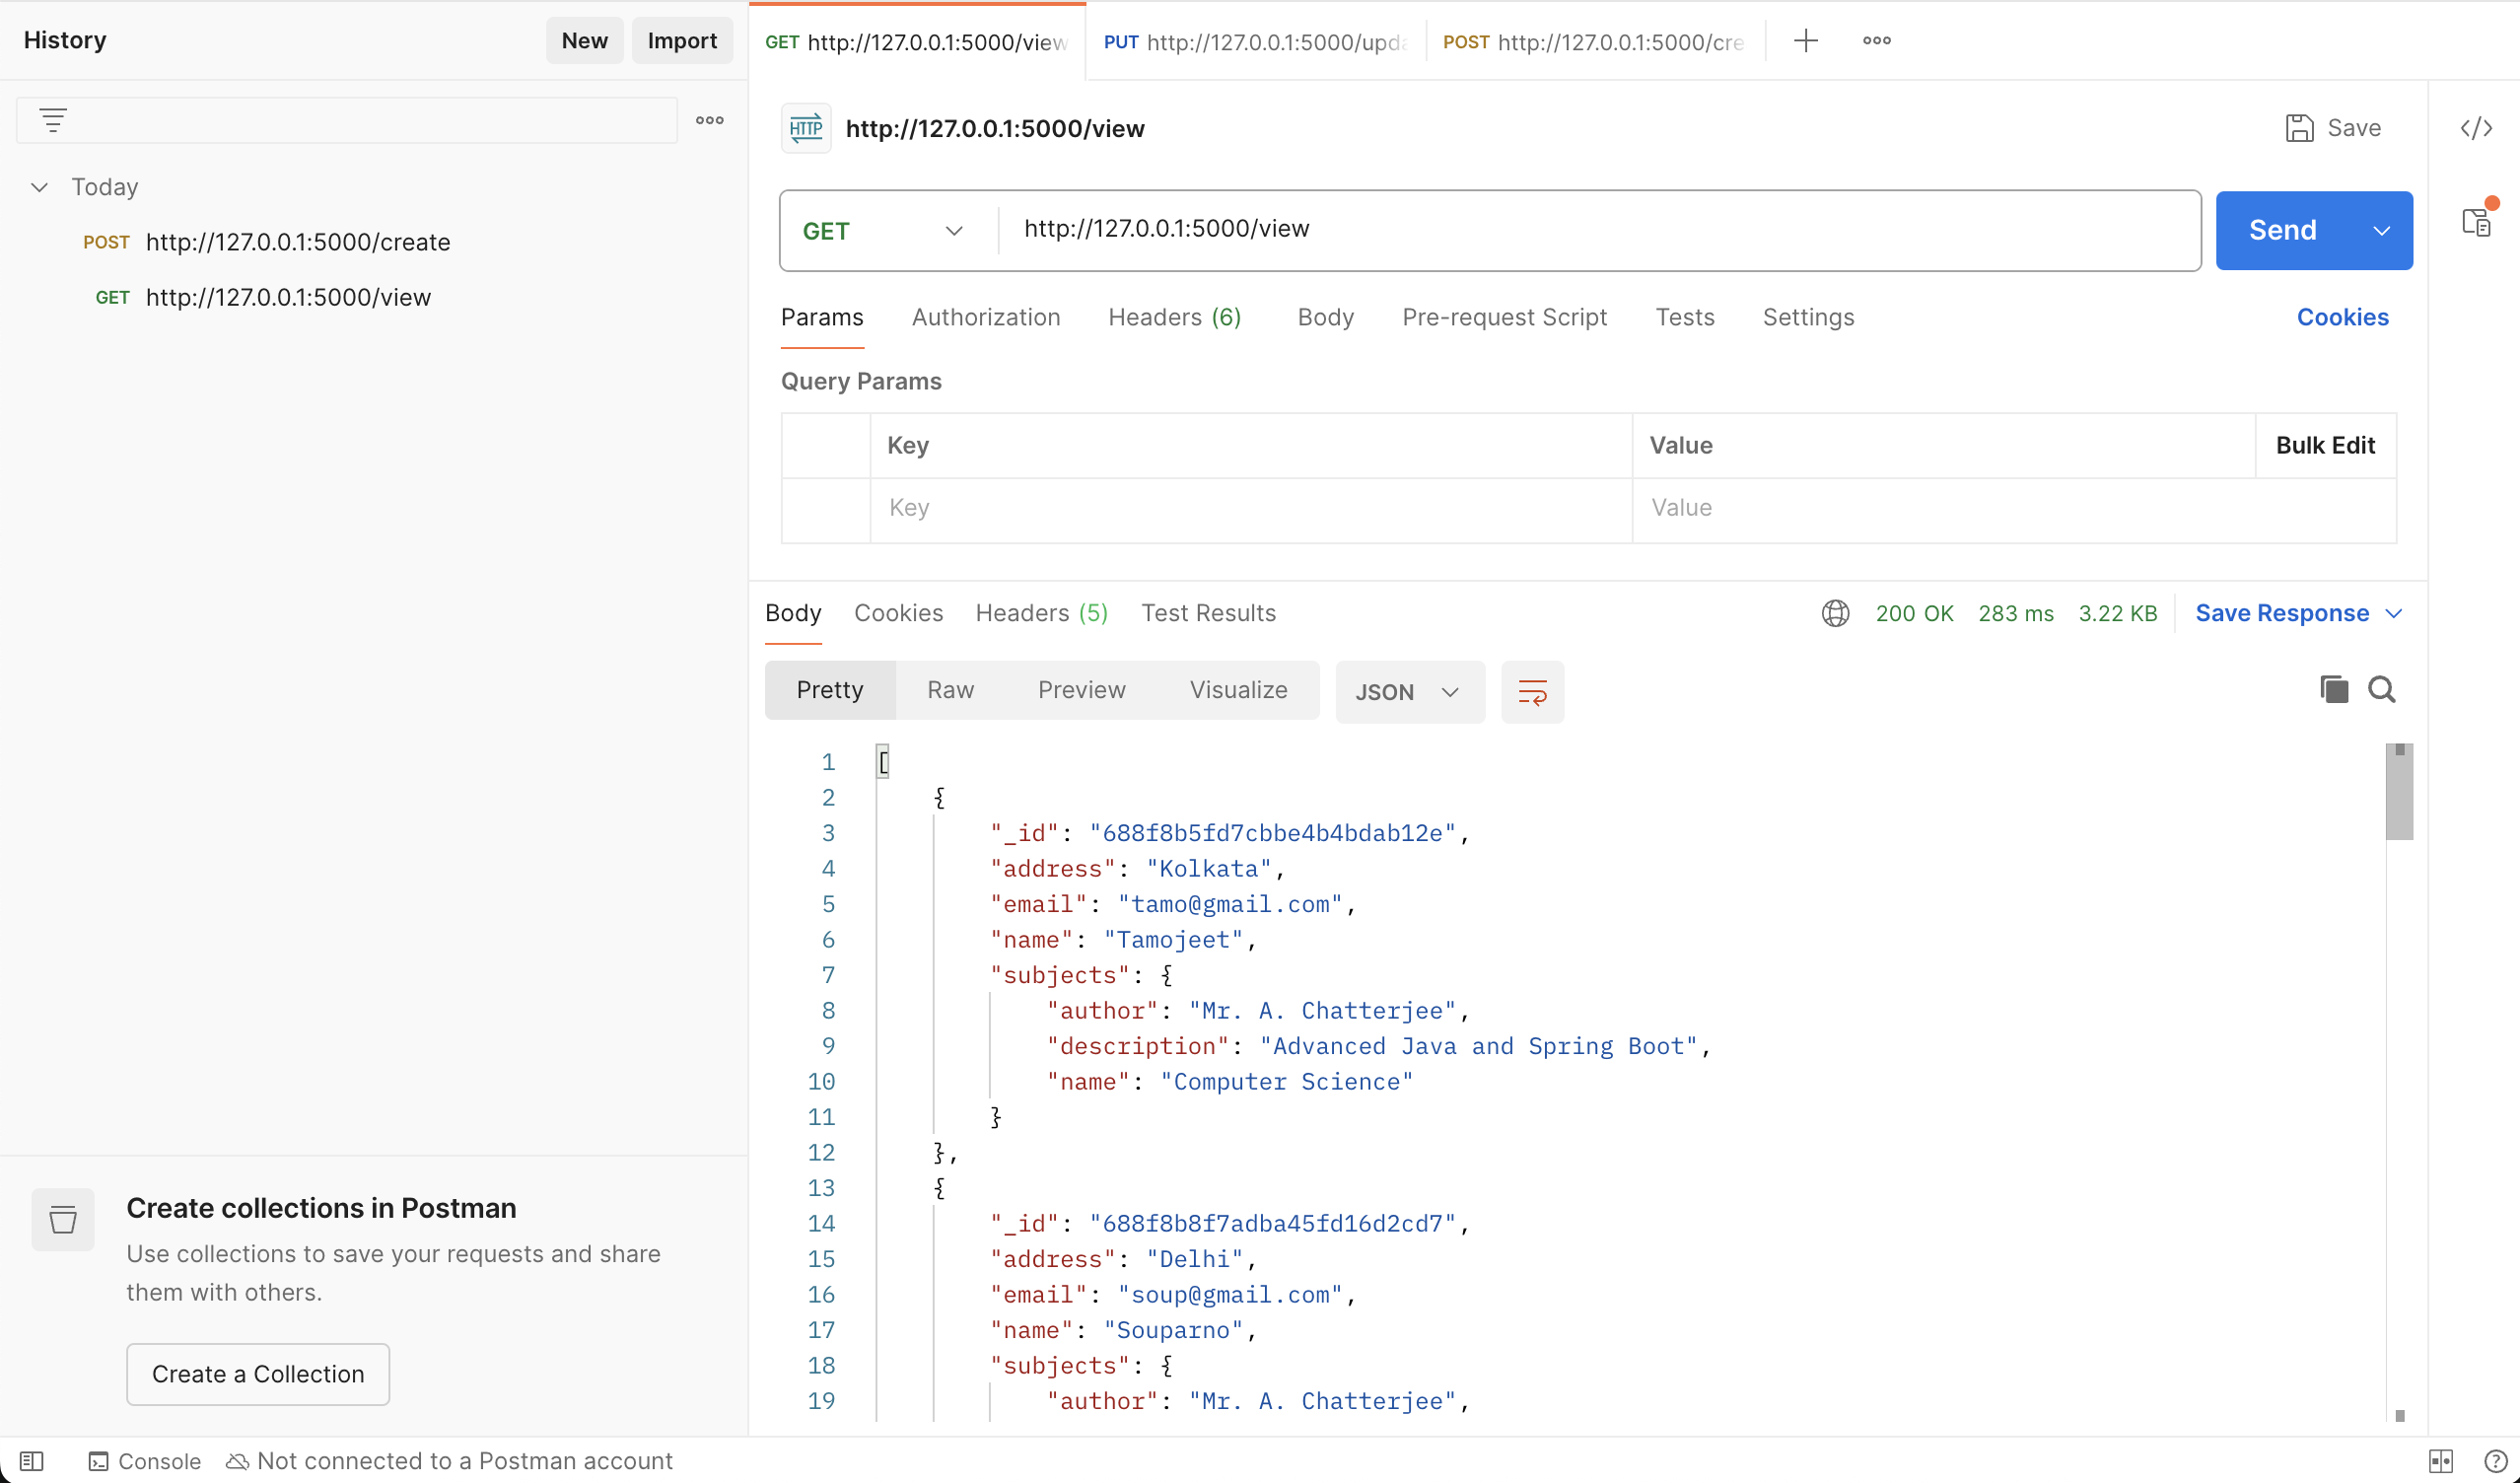 History
New
Import
GET http://127.0.0.1:5000/view
PUT http://127.0.0.1:5000/upda
POST http://127.0.0.1:5000/cre
Today
POST http://127.0.0.1:5000/create
GET http://127.0.0.1:5000/view
HTTP http://127.0.0.1:5000/view
Save
</>
GET http://127.0.0.1:5000/view
Send
Params Authorization Headers (6) Body Pre-request Script Tests Settings Cookies
Query Params
Key Value Bulk Edit
Key Value
Body Cookies Headers (5) Test Results 200 OK 283 ms 3.22 KB Save Response
Pretty Raw Preview Visualize JSON
1 [
2 {
3 "_id": "688f8b5fd7cbbe4b4bdab12e",
4 "address": "Kolkata",
5 "email": "tamo@gmail.com",
6 "name": "Tamojeet",
7 "subjects": {
8 "author": "Mr. A. Chatterjee",
9 "description": "Advanced Java and Spring Boot",
10 "name": "Computer Science"
11 }
12 },
13 {
14 "_id": "688f8b8f7adba45fd16d2cd7",
15 "address": "Delhi",
16 "email": "soup@gmail.com",
17 "name": "Souparno",
18 "subjects": {
19 "author": "Mr. A. Chatterjee",
Create collections in Postman
Use collections to save your requests and share
them with others.
Create a Collection
Console Not connected to a Postman account